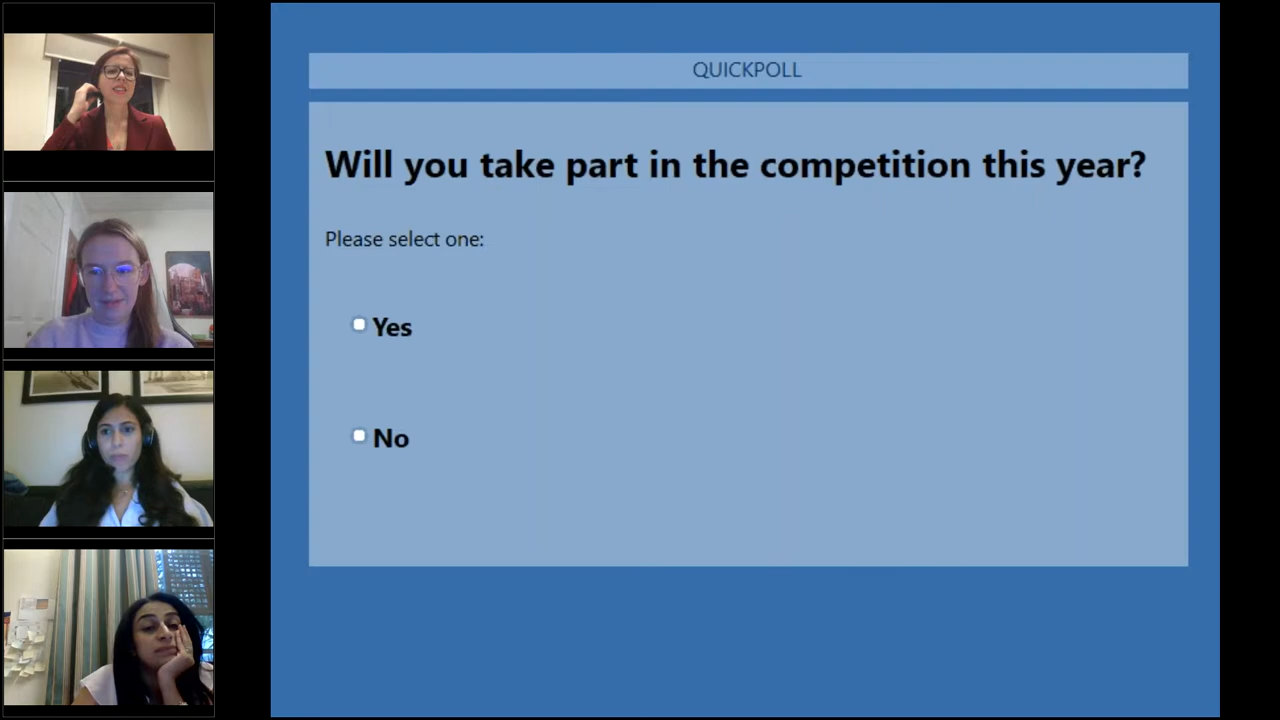 QUICKPOLL
Will you take part in the competition this year?
Please select one:
Yes
No